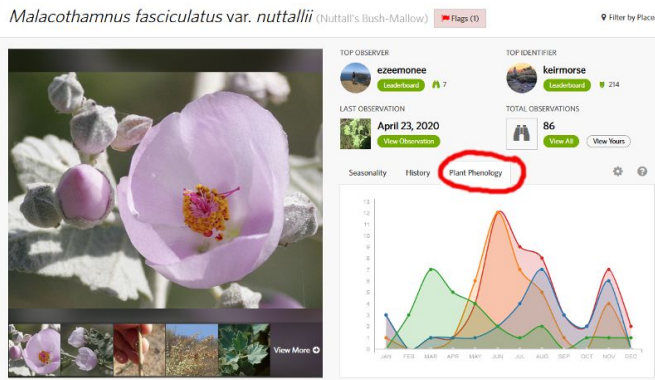 Malacothamnus fasciculatus var. nuttallii (Nuttall's Bush-Mallow) Flags (1)
Filter by Place
TOP OBSERVER
ezeemonee
Leaderboard 7
TOP IDENTIFIER
keirmorse
Leaderboard 214
LAST OBSERVATION
April 23, 2020
View Observation
TOTAL OBSERVATIONS
86
View All View Yours
Seasonality History Plant Phenology
13
12
11
10
9
8
7
6
5
4
3
2
1
0
JAN FEB MAR APR MAY JUN JUL AUG SEP OCT NOV DEC
View More